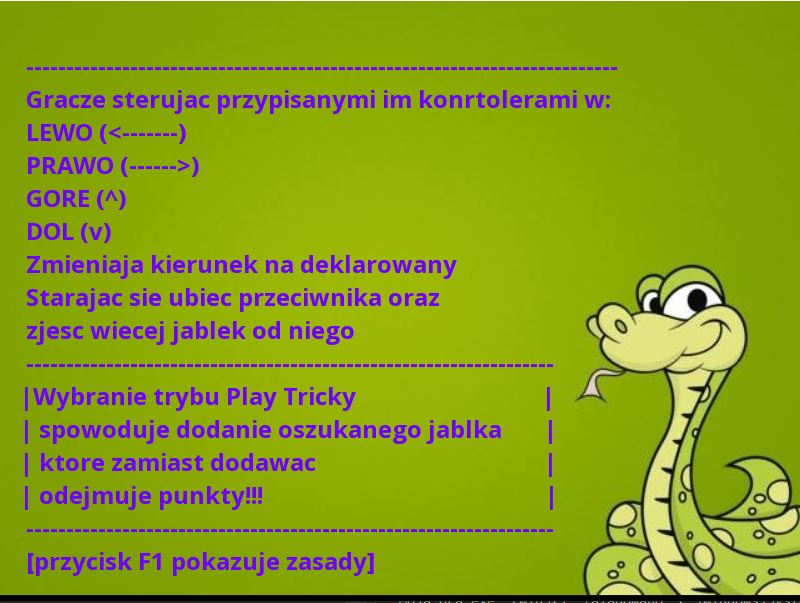 --------------------------------------------------------------------------
Gracze sterujac przypisanymi im konrtolerami w:
LEWO (<-------)
PRAWO (------>)
GORE (^)
DOL (v)
Zmieniaja kierunek na deklarowany
Starajac sie ubiec przeciwnika oraz
zjesc wiecej jablek od niego
------------------------------------------------------------------
|Wybranie trybu Play Tricky |
| spowoduje dodanie oszukanego jablka |
| ktore zamiast dodawac |
| odejmuje punkty!!! |
------------------------------------------------------------------
[przycisk F1 pokazuje zasady]